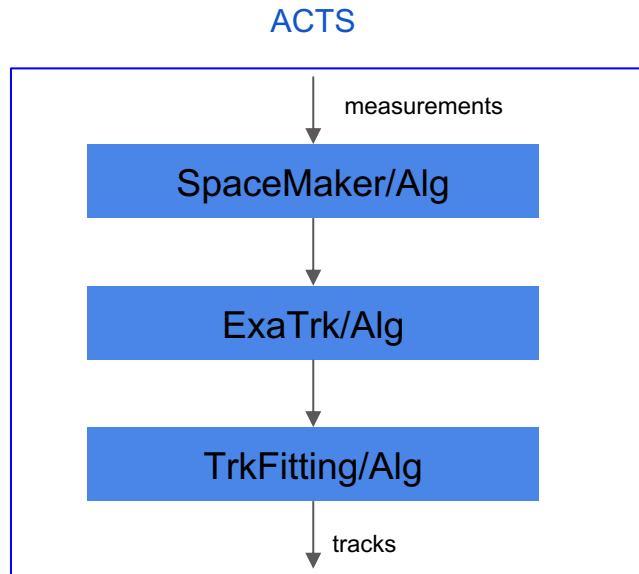 ACTS
measurements
SpaceMaker/Alg
ExaTrk/Alg
TrkFitting/Alg
tracks